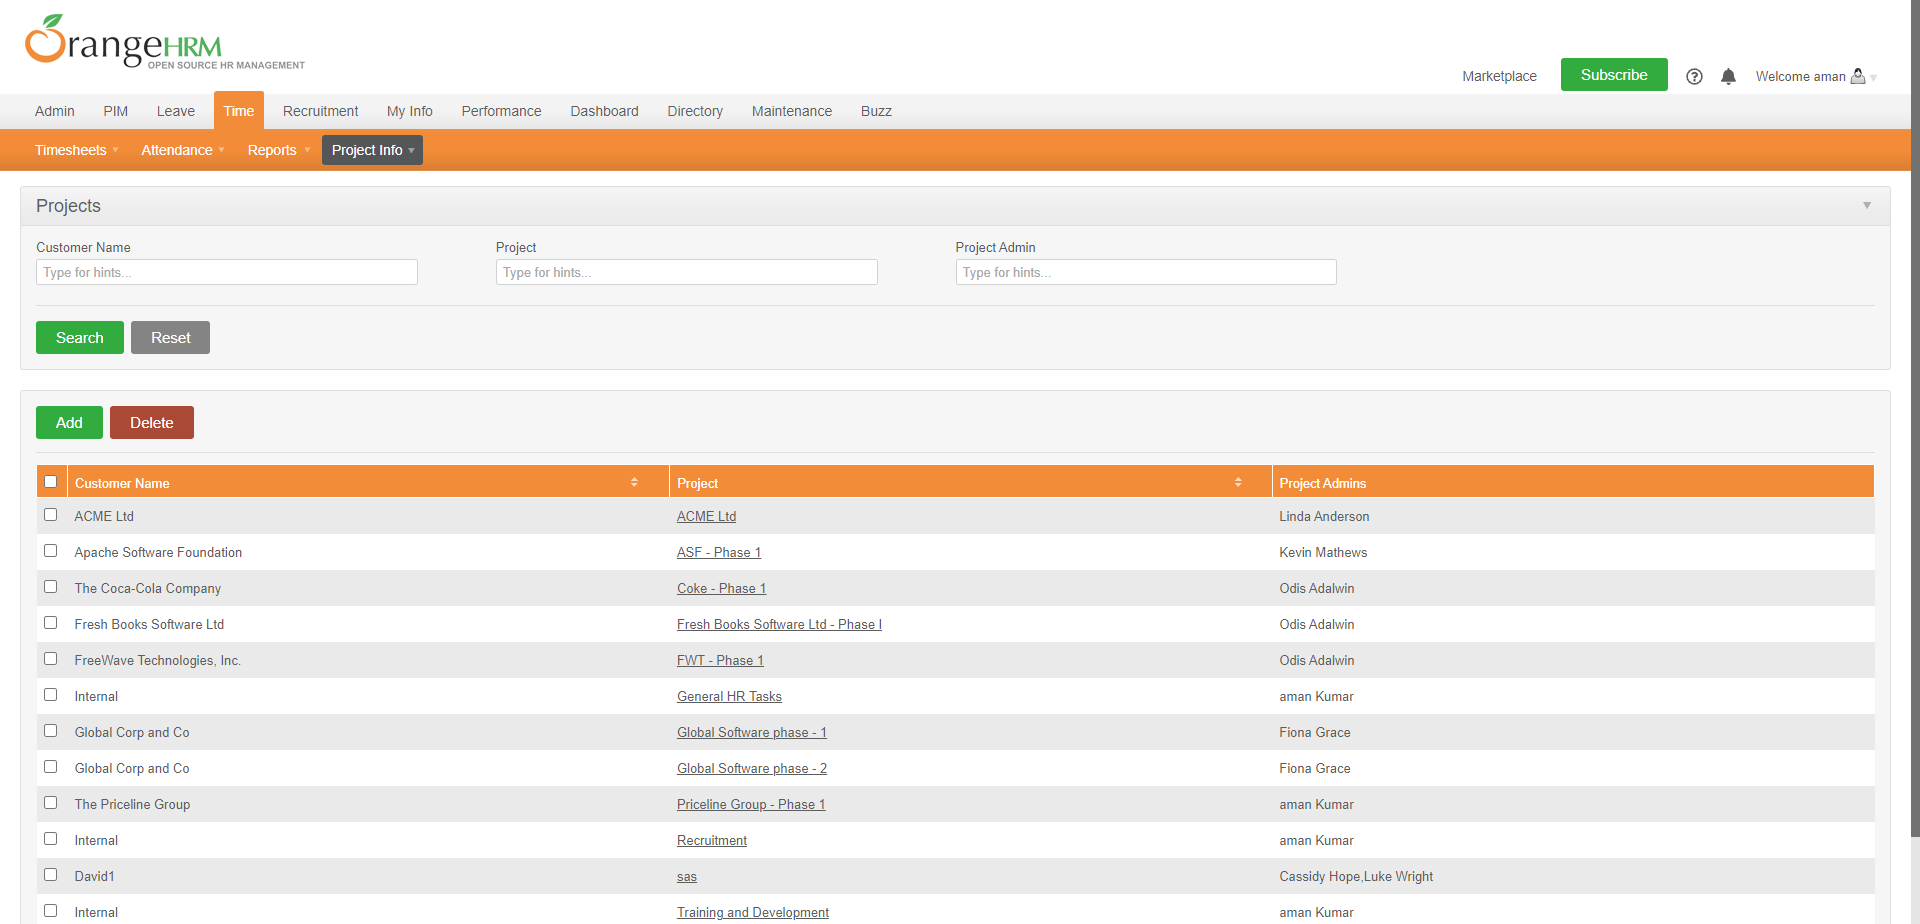 OrangeHRM
OPEN SOURCE HR MANAGEMENT
Marketplace Subscribe Welcome aman
Admin PIM Leave Time Recruitment My Info Performance Dashboard Directory Maintenance Buzz
Timesheets Attendance Reports Project Info
Projects
Customer Name Project Project Admin
Type for hints... Type for hints... Type for hints...
Search Reset
Add Delete
Customer Name Project Project Admins
ACME Ltd ACME Ltd Linda Anderson
Apache Software Foundation ASF - Phase 1 Kevin Mathews
The Coca-Cola Company Coke - Phase 1 Odis Adalwin
Fresh Books Software Ltd Fresh Books Software Ltd - Phase I Odis Adalwin
FreeWave Technologies, Inc. FWT - Phase 1 Odis Adalwin
Internal General HR Tasks aman Kumar
Global Corp and Co Global Software phase - 1 Fiona Grace
Global Corp and Co Global Software phase - 2 Fiona Grace
The Priceline Group Priceline Group - Phase 1 aman Kumar
Internal Recruitment aman Kumar
David1 sas Cassidy Hope,Luke Wright
Internal Training and Development aman Kumar